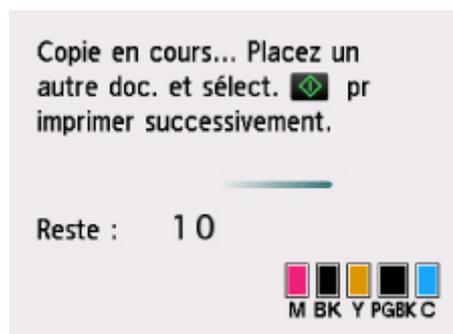 Copie en cours... Placez un
autre doc. et sélect. pr
imprimer successivement.
Reste : 10
M BK Y PGBK C